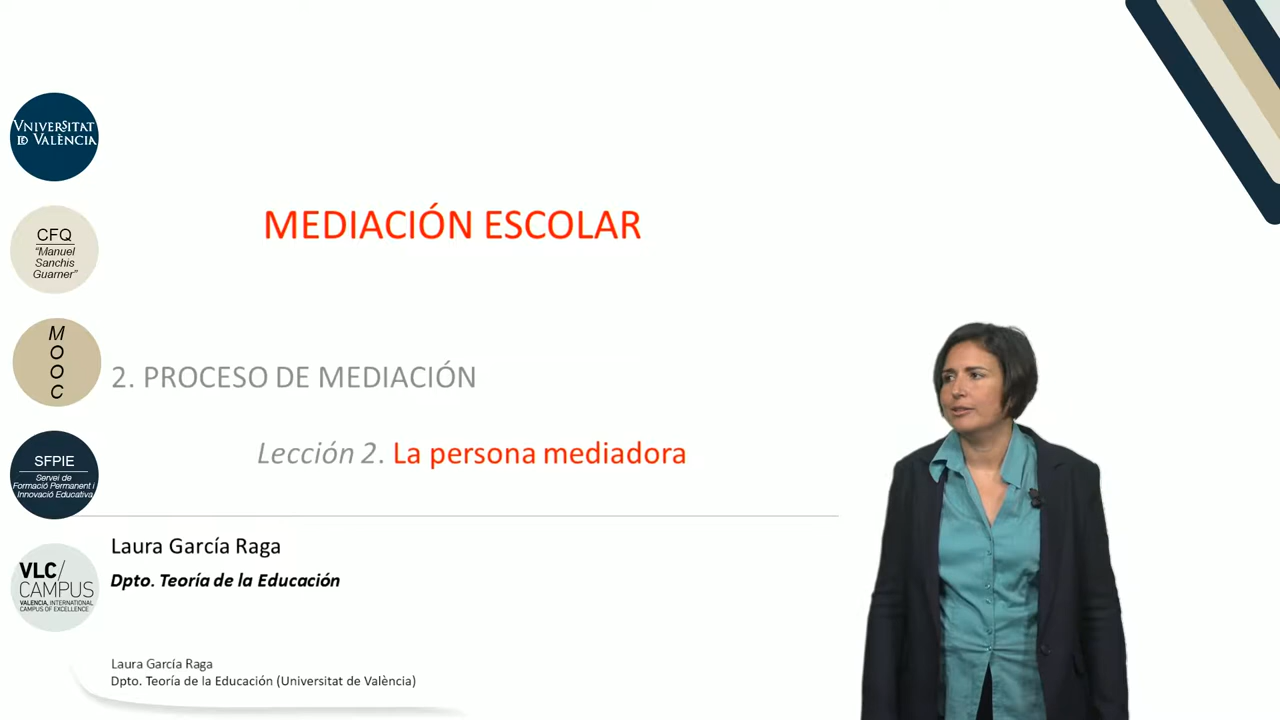 VNIVERSITAT
ID VALÈNCIA
CFQ
"Manuel
Sanchis
Guarner"
M
O
O
C
SFPIE
Servei de
Formació Permanent i
Innovació Educativa
VLC/
CAMPUS
VALENCIA, INTERNATIONAL
CAMPUS OF EXCELLENCE
MEDIACIÓN ESCOLAR
2. PROCESO DE MEDIACIÓN
Lección 2. La persona mediadora
Laura García Raga
Dpto. Teoría de la Educación
Laura García Raga
Dpto. Teoría de la Educación (Universitat de València)